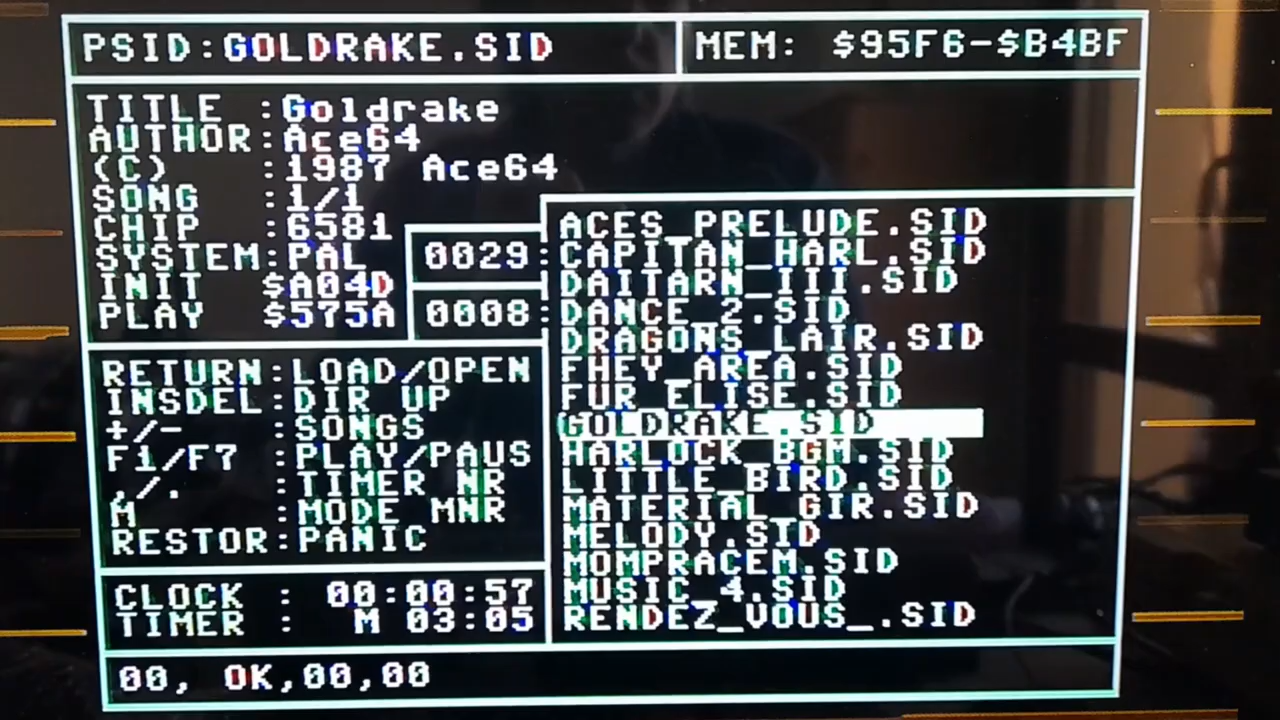 PSID:GOLDRAKE.SID
MEM: $95F6-$B4BF
TITLE :Goldrake
AUTHOR:Ace64
(C) :1987 Ace64
SONG :1/1
CHIP :6581
SYSTEM:PAL
INIT $A04D
PLAY $575A
0029:
0008:
ACES_PRELUDE.SID
CAPITAN_HARL.SID
DAITARN_III.SID
DANCE_2.SID
DRAGONS_LAIR.SID
FHEY_AREA.SID
FUR_ELISE.SID
GOLDRAKE.SID
HARLOCK_BGM.SID
LITTLE_BIRD.SID
MATERIAL_GIR.SID
MELODY.SID
MOMPRACEM.SID
MUSIC_4.SID
RENDEZ_VOUS_.SID
RETURN:LOAD/OPEN
INSDEL:DIR UP
+/- :SONGS
F1/F7 :PLAY/PAUS
,/. :TIMER NR
M :MODE MNR
RESTOR:PANIC
CLOCK : 00:00:57
TIMER : M 03:05
00, OK,00,00